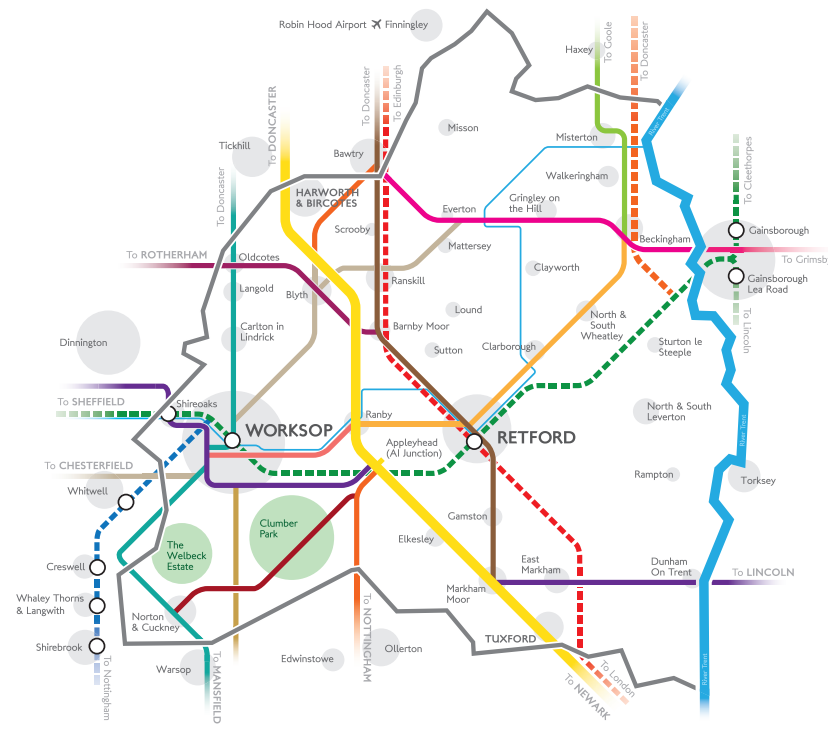 Robin Hood Airport Finningley
Haxey
To Goole
To Doncaster
River Trent
To DONCASTER
To Doncaster
To Edinburgh
Misson
Misterton
Tickhill
Bawtry
To Cleethorpes
Walkeringham
To Doncaster
HARWORTH
& BIRCOTES
Gringley on
the Hill
Everton
Scrooby
Gainsborough
Beckingham
Mattersey
To ROTHERHAM
Oldcotes
To Grimsb
Clayworth
Ranskill
Gainsborough
Lea Road
Langold
Blyth
Lound
North &
South
Wheatley
To Lincoln
Carlton in
Lindrick
Barnby Moor
Dinnington
Sutton
Clarborough
Sturton le
Steeple
To SHEFFIELD
Shireoaks
North & South
Leverton
Ranby
WORKSOP
RETFORD
River Trent
Appleyhead
(A1 Junction)
To CHESTERFIELD
Rampton
Torksey
Whitwell
Gamston
Clumber
Park
Elkesley
The
Welbeck
Estate
East
Markham
Dunham
On Trent
To LINCOLN
Creswell
Markham
Moor
Whaley Thorns
& Langwith
Norton
& Cuckney
TUXFORD
Shirebrook
To NOTTINGHAM
Ollerton
Edwinstowe
Warsop
To Nottingham
To MANSFIELD
To NEWARK
To London
River Trent